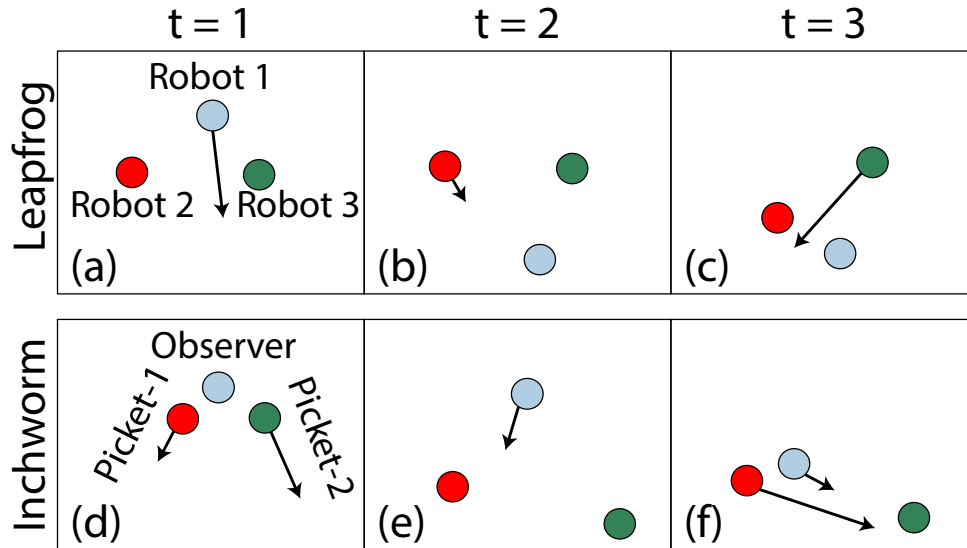 t = 1
t = 2
t = 3
Leapfrog
Robot 1
Robot 2
Robot 3
(a)
(b)
(c)
Inchworm
Observer
Picket-1
Picket-2
(d)
(e)
(f)